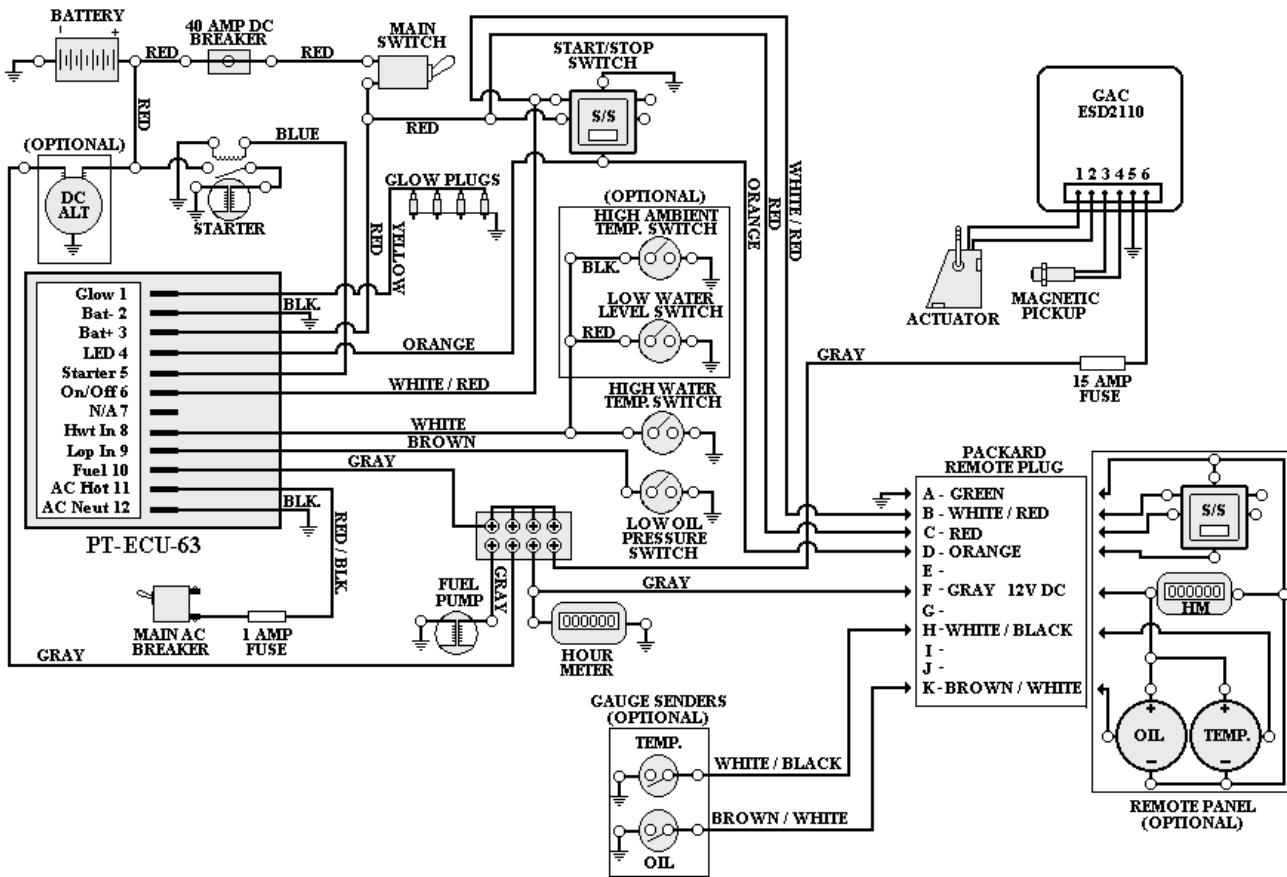 BATTERY
- +
40 AMP DC
BREAKER
RED
RED
MAIN
SWITCH
START/STOP
SWITCH
S/S
RED
RED
(OPTIONAL)
DC
ALT
BLUE
STARTER
GLOW PLUGS
RED
YELLOW
ORANGE
RED
WHITE / RED
GAC
ESD2110
1 2 3 4 5 6
ACTUATOR
MAGNETIC
PICKUP
15 AMP
FUSE
GRAY
(OPTIONAL)
HIGH AMBIENT
TEMP. SWITCH
BLK.
LOW WATER
LEVEL SWITCH
RED
HIGH WATER
TEMP. SWITCH
LOW OIL
PRESSURE
SWITCH
Glow 1
Bat- 2
Bat+ 3
LED 4
Starter 5
On/Off 6
N/A 7
Hwt In 8
Lop In 9
Fuel 10
AC Hot 11
AC Neut 12
PT-ECU-63
BLK.
ORANGE
WHITE / RED
WHITE
BROWN
GRAY
BLK.
RED / BLK.
MAIN AC
BREAKER
1 AMP
FUSE
GRAY
FUEL
PUMP
GRAY
GRAY
000000
HOUR
METER
PACKARD
REMOTE PLUG
A - GREEN
B - WHITE / RED
C - RED
D - ORANGE
E -
F - GRAY 12V DC
G -
H - WHITE / BLACK
I -
J -
K - BROWN / WHITE
S/S
000000
HM
+
OIL
-
+
TEMP.
-
REMOTE PANEL
(OPTIONAL)
GAUGE SENDERS
(OPTIONAL)
TEMP.
WHITE / BLACK
BROWN / WHITE
OIL